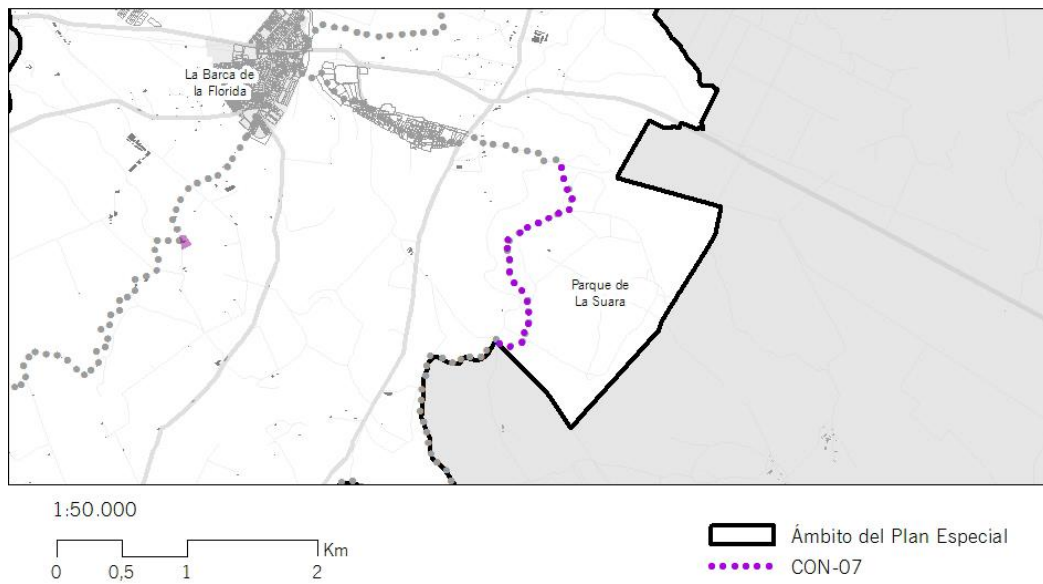 La Barca de
la Florida
Parque de
La Suara
1:50.000
Km
0 0,5 1 2
Ámbito del Plan Especial
CON-07